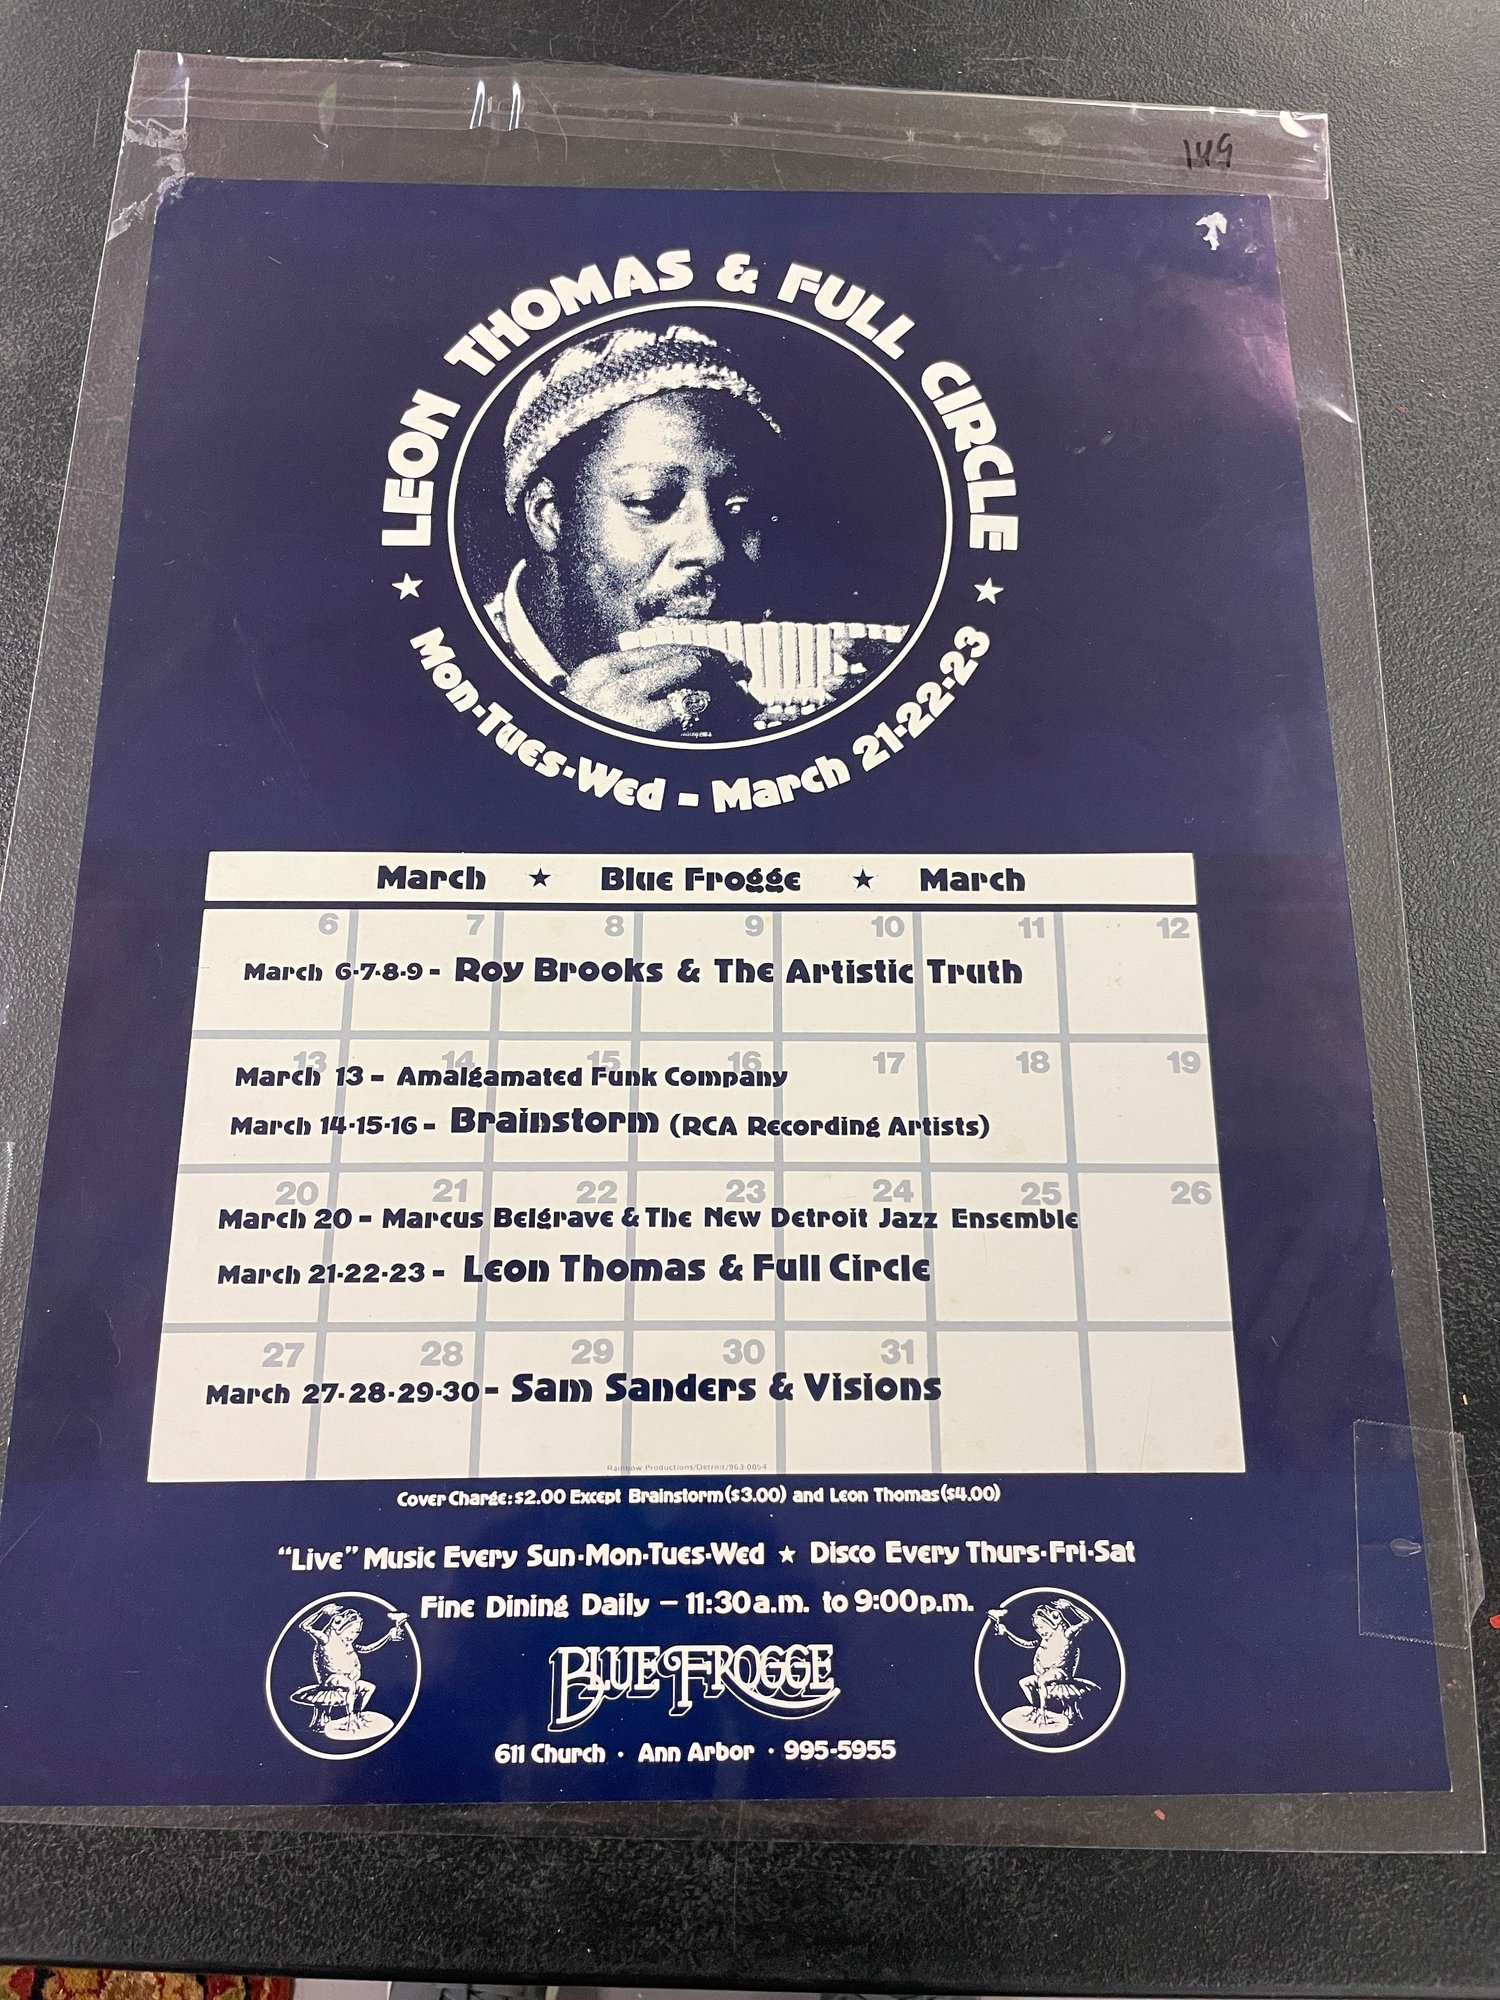 149
LEON THOMAS & FULL CIRCLE
★ Mon-Tues-Wed - March 21-22-23 ★
March ★ Blue Frogge ★ March
6 7 8 9 10 11 12
March 6-7-8-9 - Roy Brooks & The Artistic Truth
13 14 15 16 17 18 19
March 13 - Amalgamated Funk Company
March 14-15-16 - Brainstorm (RCA Recording Artists)
20 21 22 23 24 25 26
March 20 - Marcus Belgrave & The New Detroit Jazz Ensemble
March 21-22-23 - Leon Thomas & Full Circle
27 28 29 30 31
March 27-28-29-30 - Sam Sanders & Visions
Rainbow Productions/Detroit/963-0054
Cover Charge: $2.00 Except Brainstorm ($3.00) and Leon Thomas ($4.00)
"Live" Music Every Sun-Mon-Tues-Wed ★ Disco Every Thurs-Fri-Sat
Fine Dining Daily – 11:30 a.m. to 9:00 p.m.
BLUE FROGGE
611 Church · Ann Arbor · 995-5955